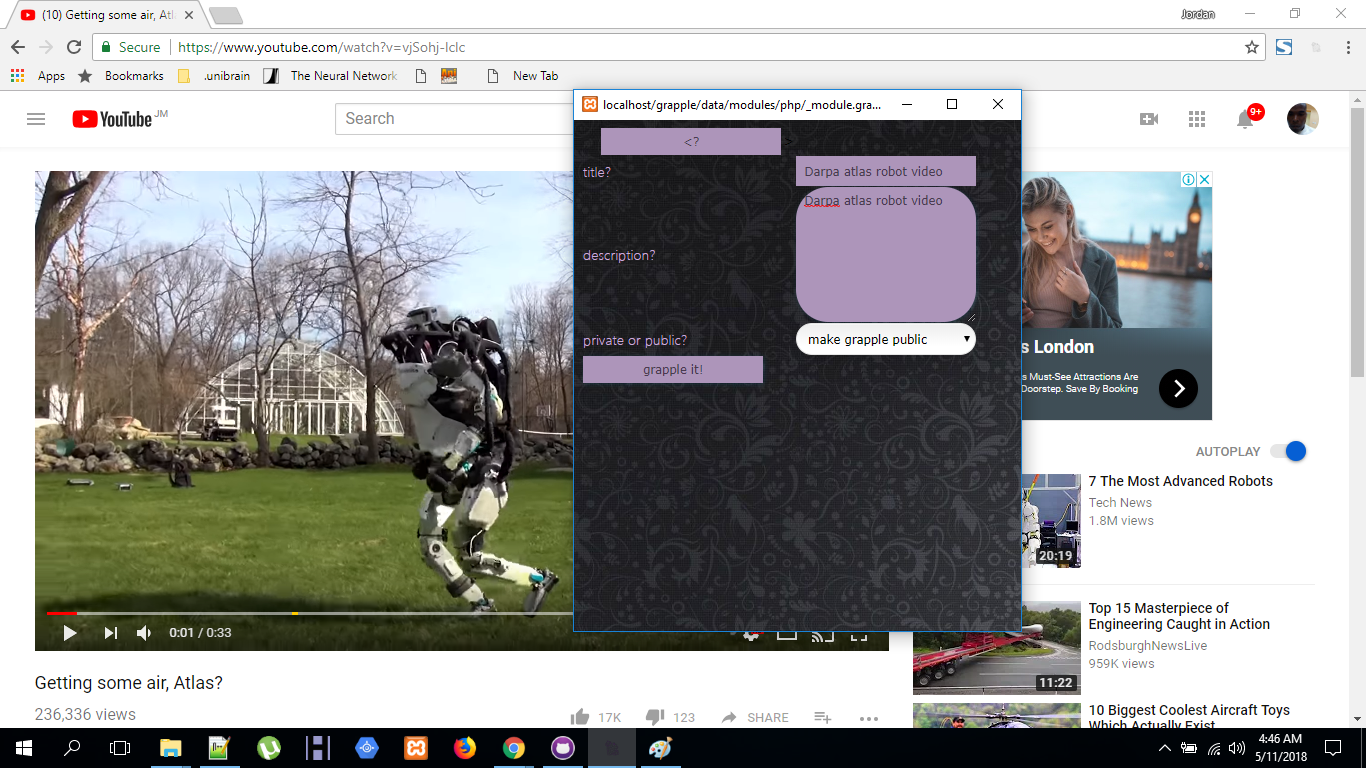 (10) Getting some air, Atl
Jordan
Secure https://www.youtube.com/watch?v=vjSohj-Iclc
Apps Bookmarks .unibrain The Neural Network New Tab
YouTube JM
Search
9+
localhost/grapple/data/modules/php/_module.gra...
<? >
title? Darpa atlas robot video
description? Darpa atlas robot video
private or public? make grapple public
grapple it!
s London
s Must-See Attractions Are
Doorstep. Save By Booking
AUTOPLAY
7 The Most Advanced Robots
Tech News
1.8M views
20:19
Top 15 Masterpiece of
Engineering Caught in Action
RodsburghNewsLive
959K views
11:22
10 Biggest Coolest Aircraft Toys
Which Actually Exist
0:01 / 0:33
Getting some air, Atlas?
236,336 views
17K 123 SHARE
4:46 AM
5/11/2018